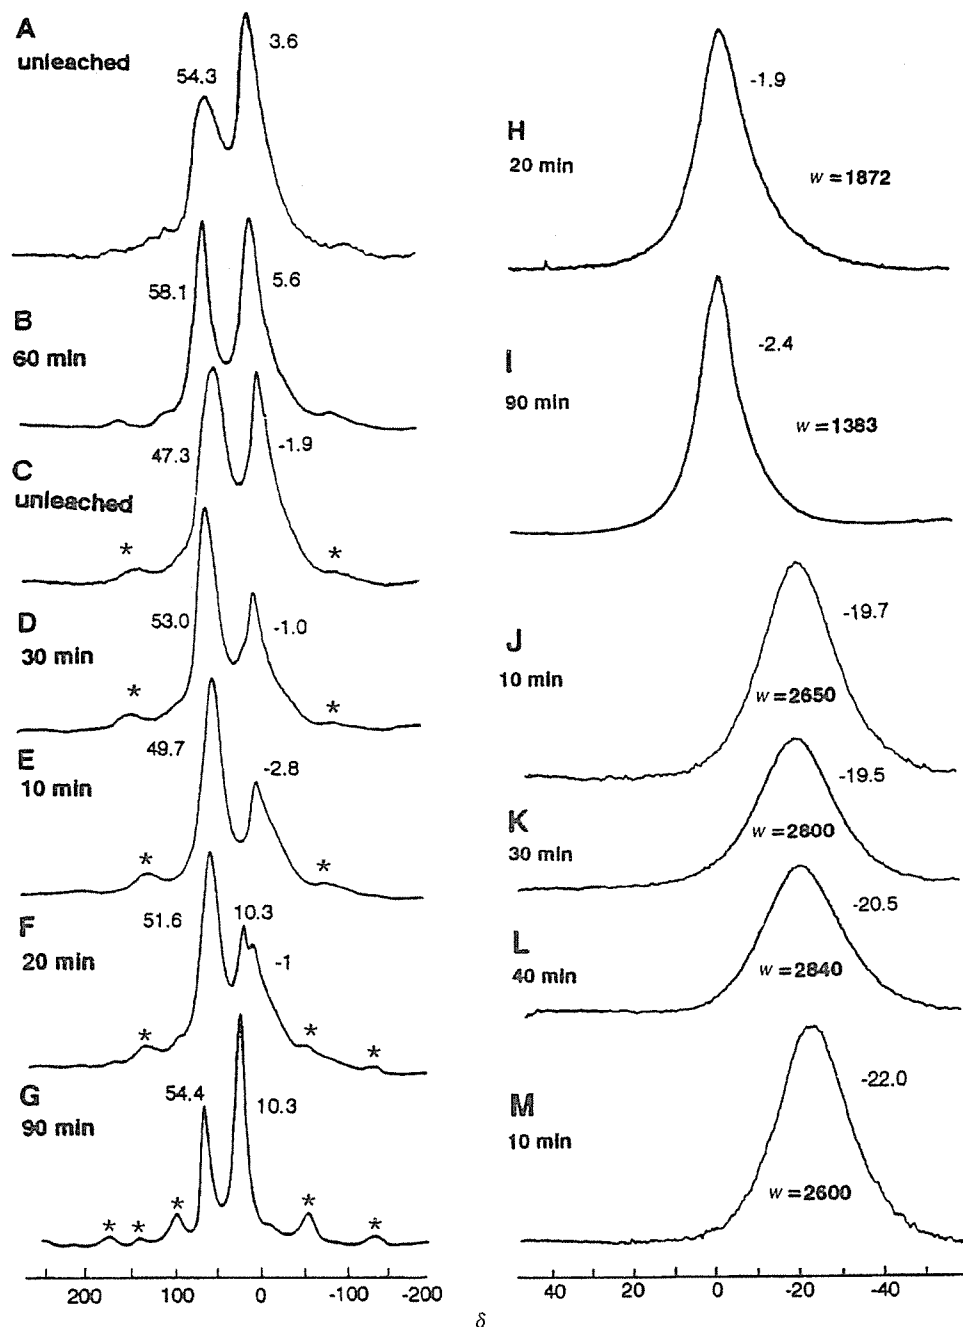 A
unleached
54.3
3.6
B
60 min
58.1
5.6
C
unleached
47.3
-1.9
*
*
D
30 min
53.0
-1.0
*
*
E
10 min
49.7
-2.8
*
*
F
20 min
51.6
10.3
-1
*
*
*
G
90 min
54.4
10.3
*
*
*
*
*
200 100 0 -100 -200
H
20 min
-1.9
w = 1872
I
90 min
-2.4
w = 1383
J
10 min
-19.7
w = 2650
K
30 min
-19.5
w = 2800
L
40 min
-20.5
w = 2840
M
10 min
-22.0
w = 2600
40 20 0 -20 -40
δ